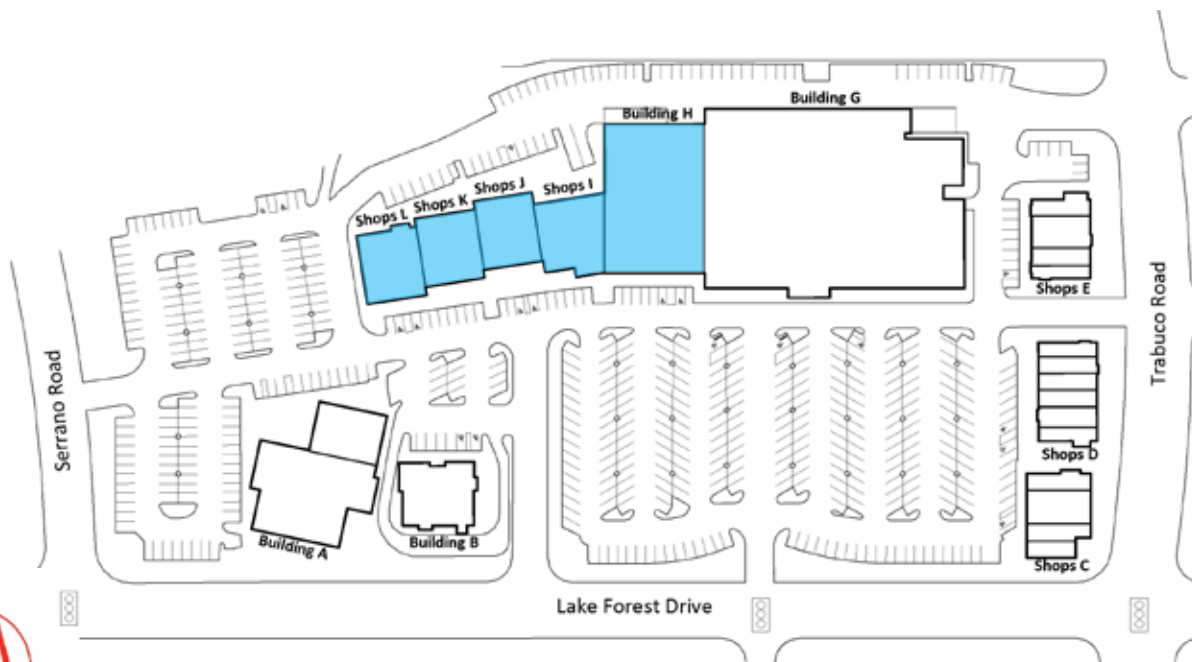 Building G
Building H
Shops J
Shops I
Shops K
Shops L
Shops E
Trabuco Road
Serrano Road
Shops D
Building A
Building B
Shops C
Lake Forest Drive